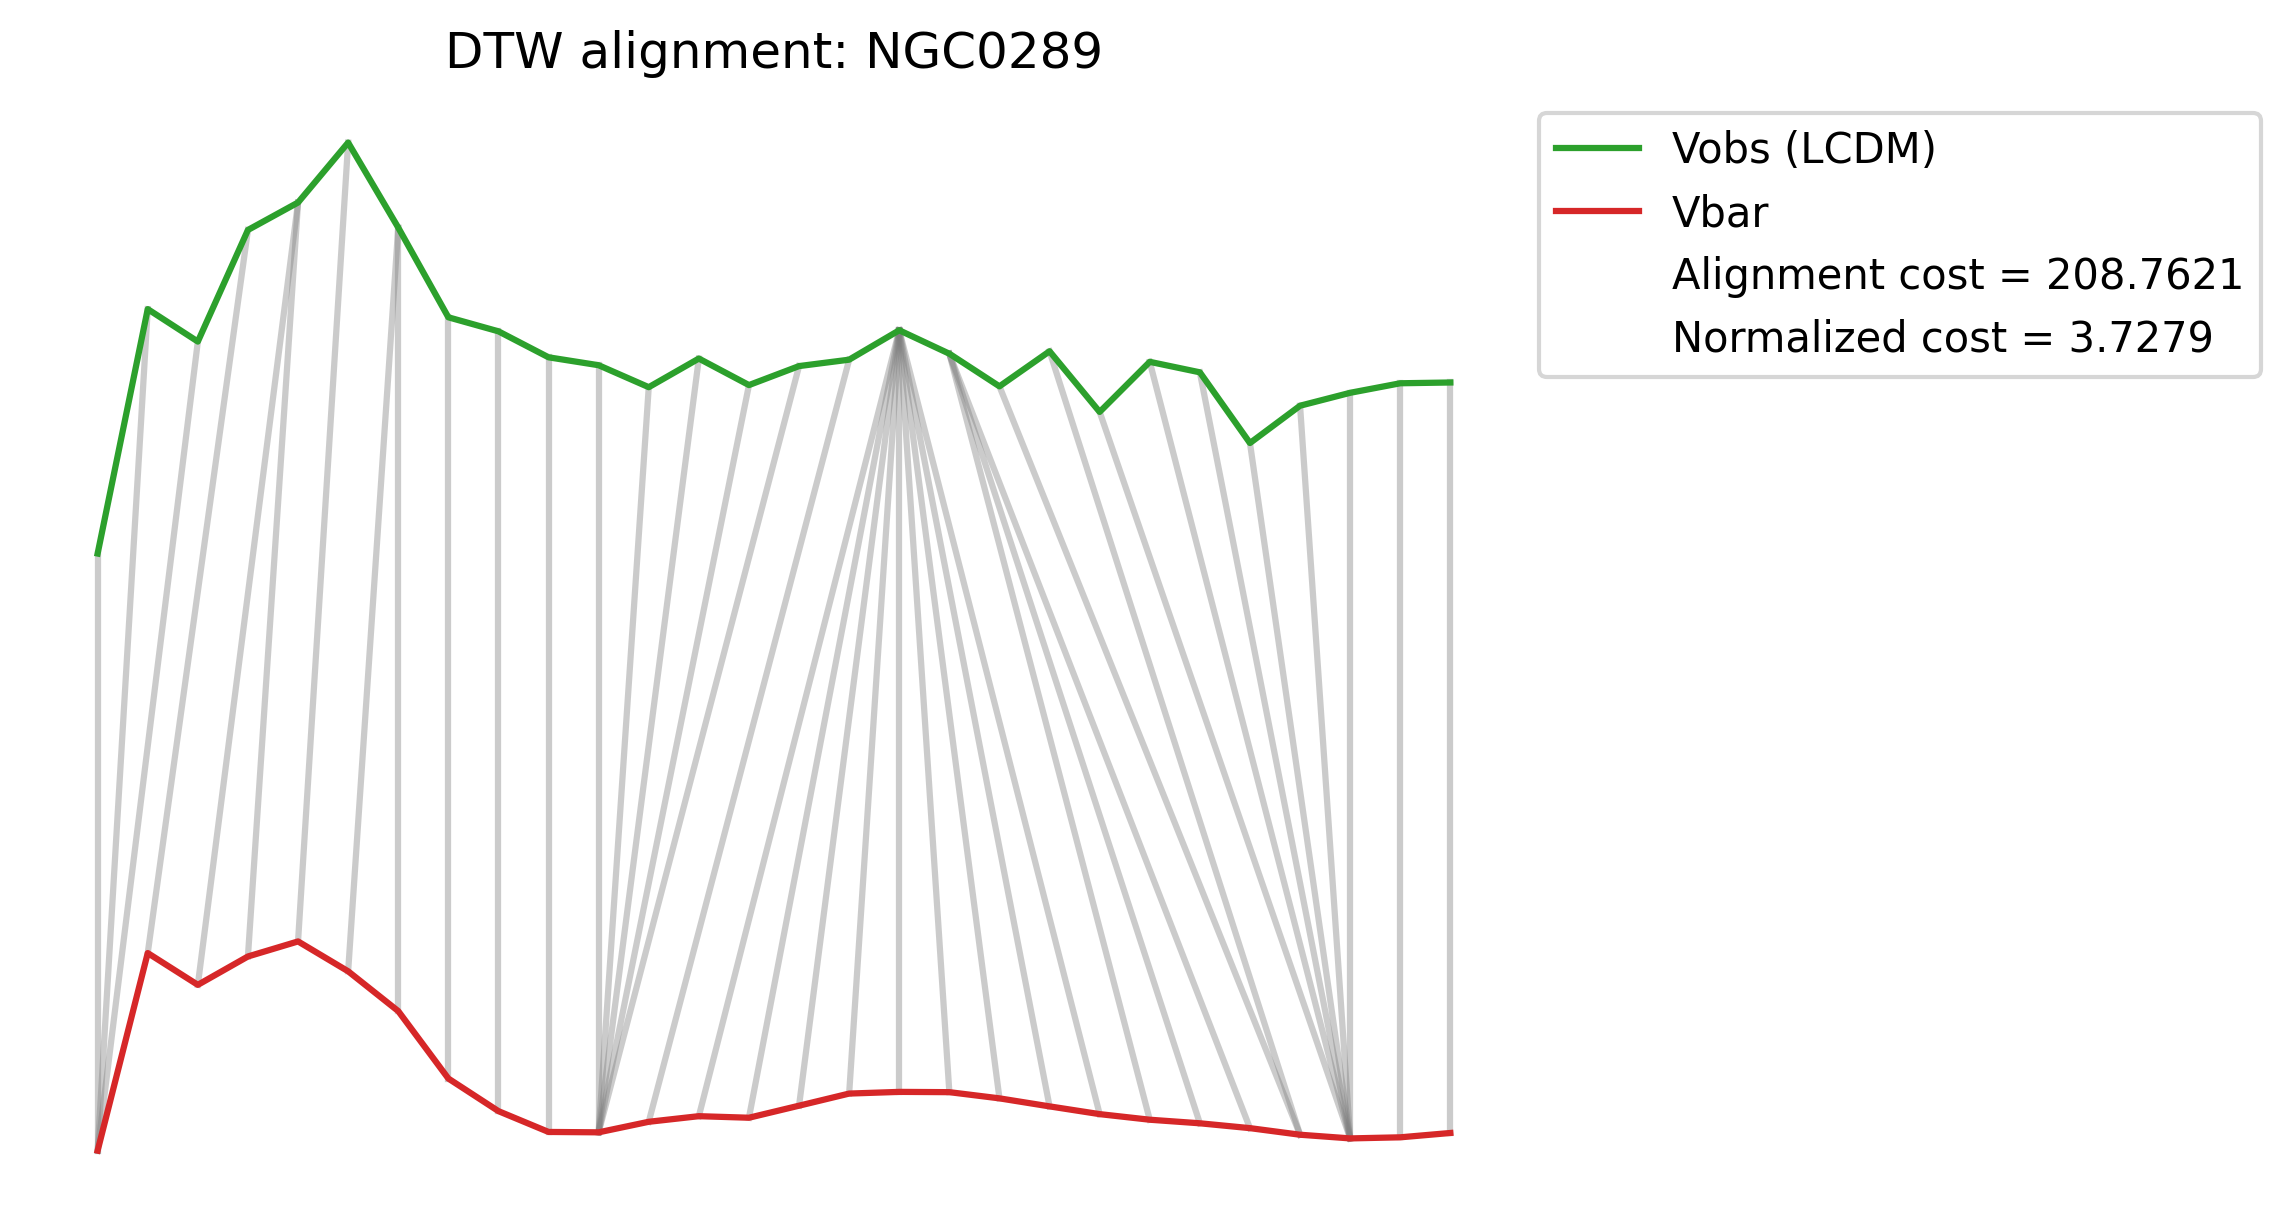 DTW alignment: NGC0289
Vobs (LCDM)
Vbar
Alignment cost = 208.7621
Normalized cost = 3.7279